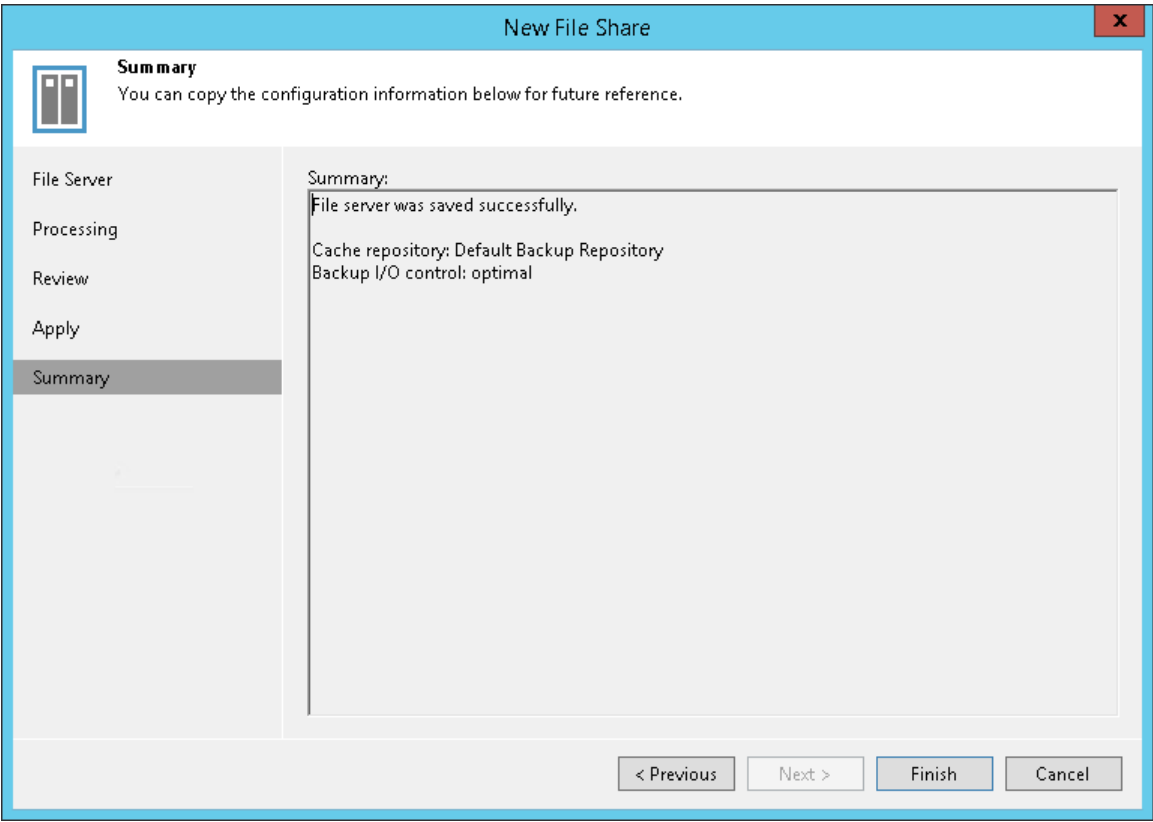 New File Share
x
Summary
You can copy the configuration information below for future reference.
File Server
Processing
Review
Apply
Summary
Summary:
File server was saved successfully.
Cache repository: Default Backup Repository
Backup I/O control: optimal
< Previous
Next >
Finish
Cancel